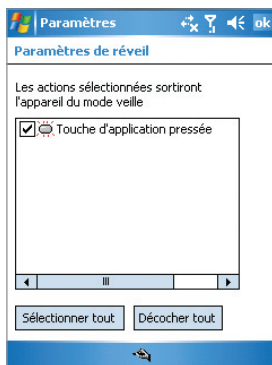 Paramètres ok
Paramètres de réveil
Les actions sélectionnées sortiront
l'appareil du mode veille
Touche d'application pressée
Sélectionner tout Décocher tout